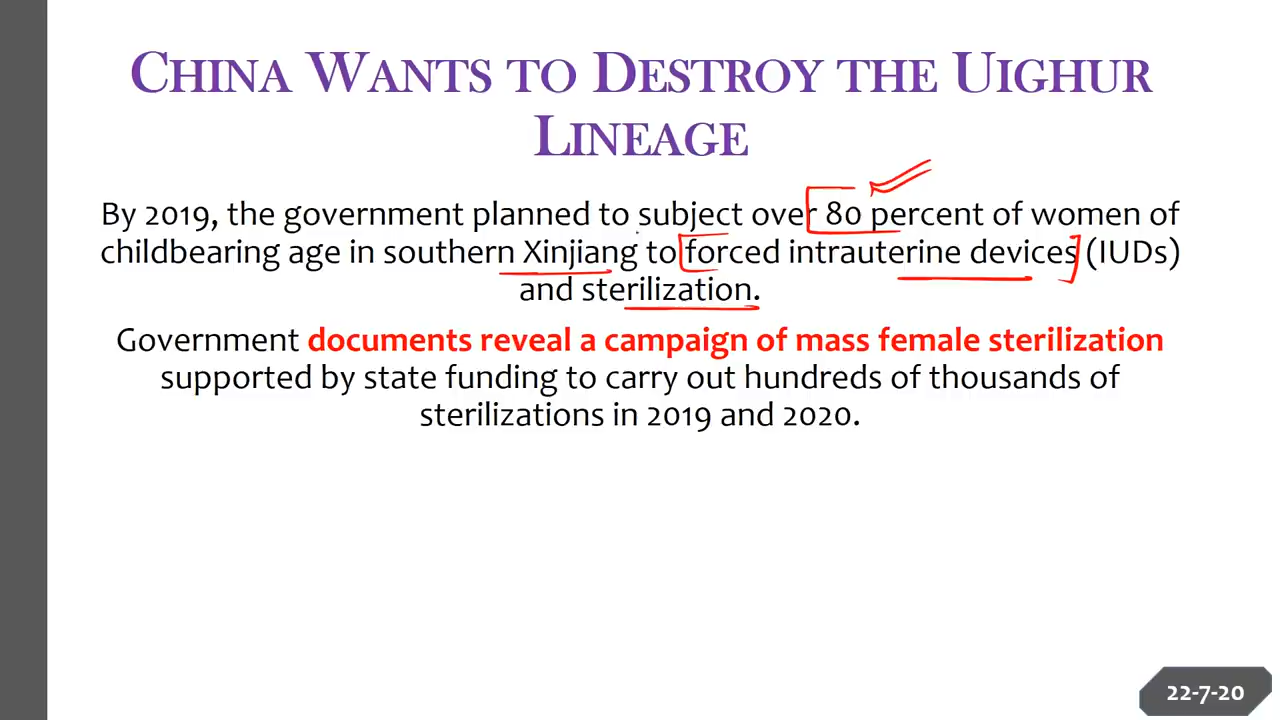 CHINA WANTS TO DESTROY THE UIGHUR
LINEAGE
By 2019, the government planned to subject over 80 percent of women of
childbearing age in southern Xinjiang to forced intrauterine devices (IUDs)
and sterilization.
Government documents reveal a campaign of mass female sterilization
supported by state funding to carry out hundreds of thousands of
sterilizations in 2019 and 2020.
22-7-20